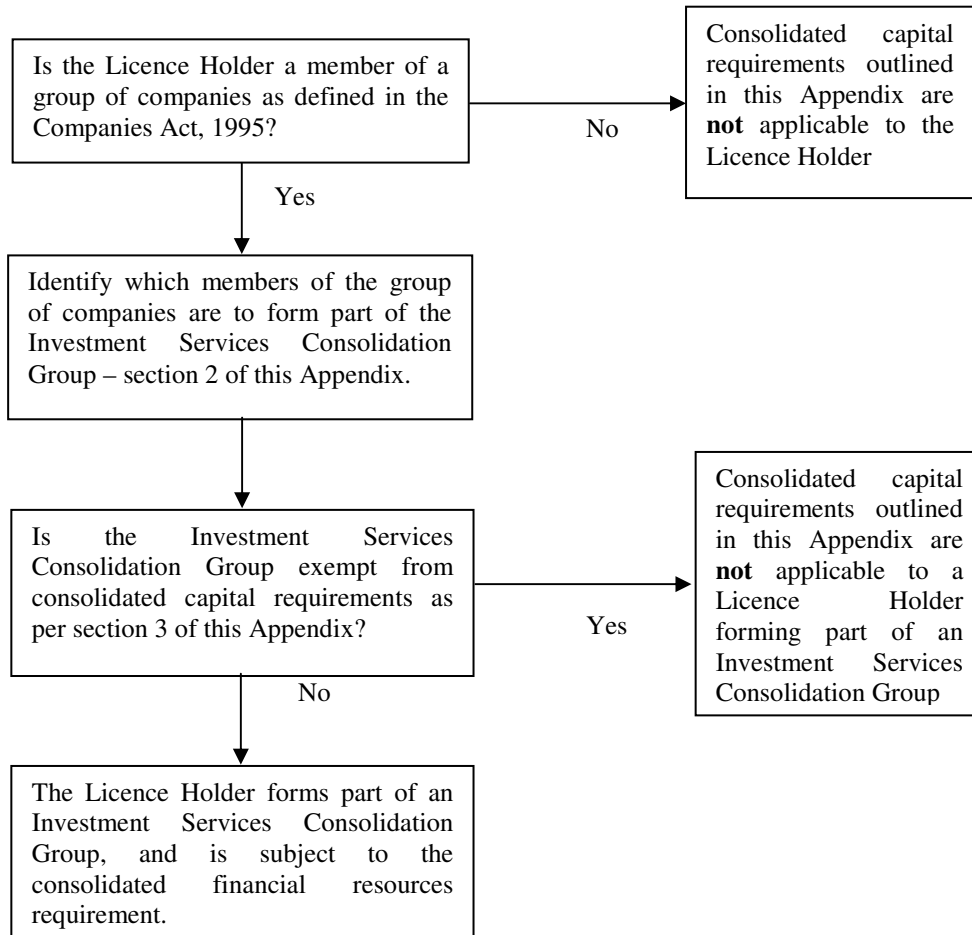 Is the Licence Holder a member of a
group of companies as defined in the
Companies Act, 1995?
No
Consolidated capital
requirements outlined
in this Appendix are
not applicable to the
Licence Holder
Yes
Identify which members of the group
of companies are to form part of the
Investment Services Consolidation
Group – section 2 of this Appendix.
Is the Investment Services
Consolidation Group exempt from
consolidated capital requirements as
per section 3 of this Appendix?
Yes
Consolidated capital
requirements outlined
in this Appendix are
not applicable to a
Licence Holder
forming part of an
Investment Services
Consolidation Group
No
The Licence Holder forms part of an
Investment Services Consolidation
Group, and is subject to the
consolidated financial resources
requirement.